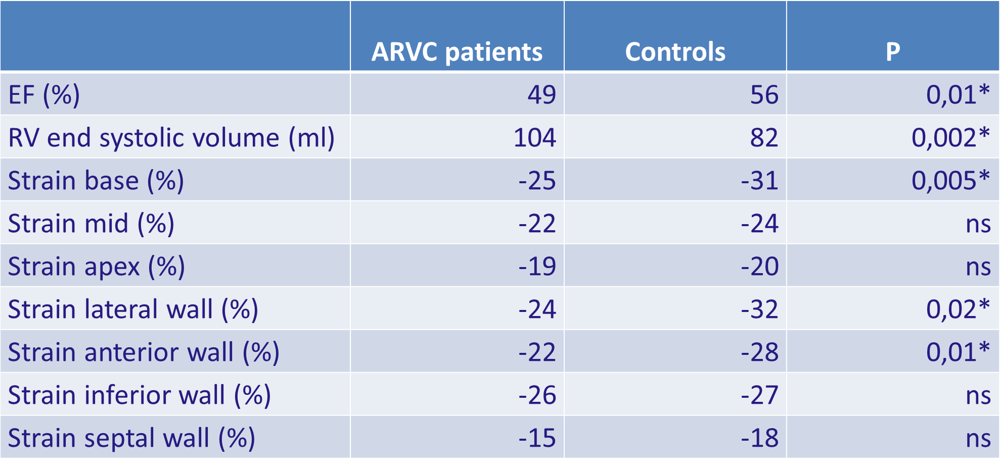 ARVC patients Controls P
EF (%) 49 56 0,01*
RV end systolic volume (ml) 104 82 0,002*
Strain base (%) -25 -31 0,005*
Strain mid (%) -22 -24 ns
Strain apex (%) -19 -20 ns
Strain lateral wall (%) -24 -32 0,02*
Strain anterior wall (%) -22 -28 0,01*
Strain inferior wall (%) -26 -27 ns
Strain septal wall (%) -15 -18 ns